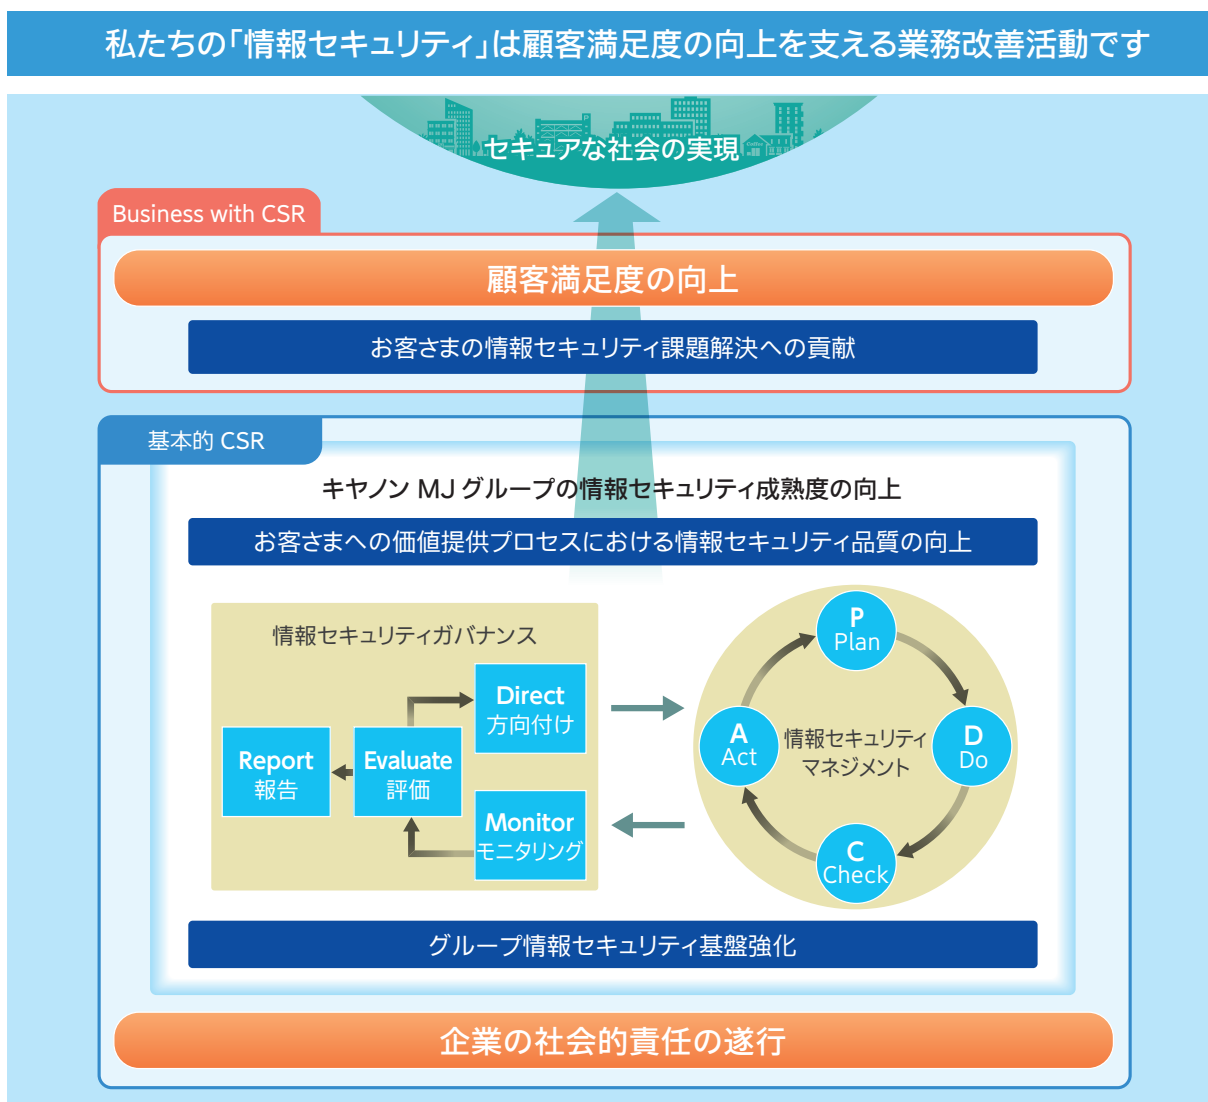 私たちの「情報セキュリティ」は顧客満足度の向上を支える業務改善活動です
P
Coffee
セキュアな社会の実現
Business with CSR
顧客満足度の向上
お客さまの情報セキュリティ課題解決への貢献
基本的 CSR
キヤノン MJ グループの情報セキュリティ成熟度の向上
お客さまへの価値提供プロセスにおける情報セキュリティ品質の向上
情報セキュリティガバナンス
Direct
方向付け
Report
報告
Evaluate
評価
Monitor
モニタリング
P
Plan
A
Act
情報セキュリティ
マネジメント
D
Do
C
Check
グループ情報セキュリティ基盤強化
企業の社会的責任の遂行